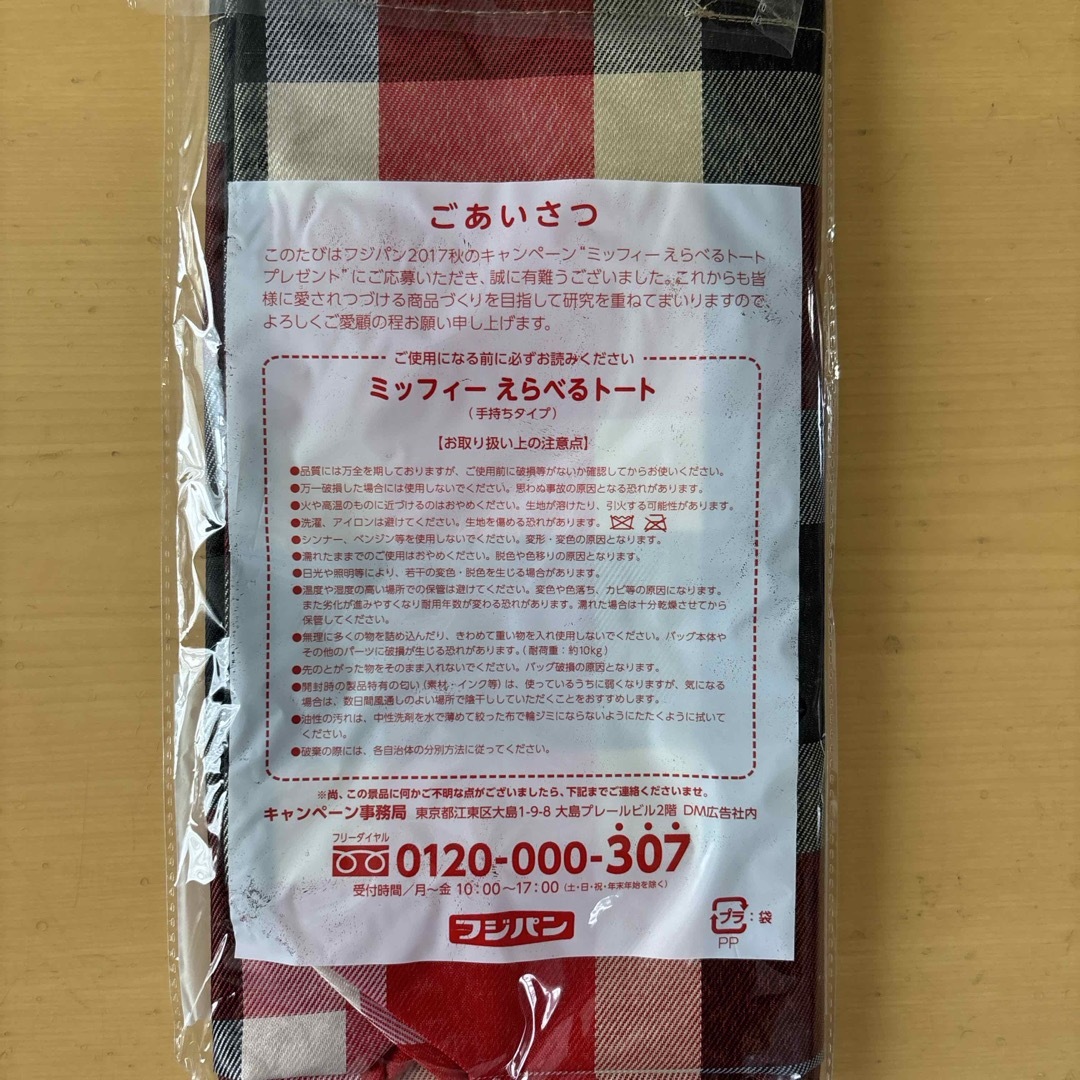 ごあいさつ
このたびはフジパン2017秋のキャンペーン“ミッフィー えらべるトート
プレゼント”にご応募いただき、誠に有難うございました。これからも皆
様に愛されつづける商品づくりを目指して研究を重ねてまいりますので、
よろしくご愛顧の程お願い申し上げます。
ご使用になる前に必ずお読みください
ミッフィー えらべるトート
(手持ちタイプ)
【お取り扱い上の注意点】
●品質には万全を期しておりますが、ご使用前に破損等がないか確認してからお使いください。
●万一破損した場合には使用しないでください。思わぬ事故の原因となる恐れがあります。
●火や高温のものに近づけるのはおやめください。生地が溶けたり、引火する可能性があります。
●洗濯、アイロンは避けてください。生地を傷める恐れがあります。
●シンナー、ベンジン等を使用しないでください。変形・変色の原因となります。
●濡れたままでのご使用はおやめください。脱色や色移りの原因となります。
●日光や照明等により、若干の変色・脱色を生じる場合があります。
●温度や湿度の高い場所での保管は避けてください。変色や色落ち、カビ等の原因になります。
また劣化が進みやすくなり耐用年数が変わる恐れがあります。濡れた場合は十分乾燥させてから
保管してください。
●無理に多くの物を詰め込んだり、きわめて重い物を入れ使用しないでください。バッグ本体や
その他のパーツに破損が生じる恐れがあります。(耐荷重：約10kg)
●先のとがった物をそのまま入れないでください。バッグ破損の原因となります。
●開封時の製品特有の匂い(素材・インク等)は、使っているうちに弱くなりますが、気になる
場合は、数日間風通しのよい場所で陰干ししていただくことをおすすめします。
●油性の汚れは、中性洗剤を水で薄めて絞った布で輪ジミにならないようにたたくように拭いて
ください。
●破棄の際には、各自治体の分別方法に従ってください。
※尚、この景品に何かご不明な点がございましたら、下記までご連絡くださいませ。
キャンペーン事務局 東京都江東区大島1-9-8 大島プレールビル2階 DM広告社内
フリーダイヤル
0120-000-307
受付時間／月～金 10:00～17:00(土・日・祝・年末年始を除く)
フジパン
プラ：袋
PP